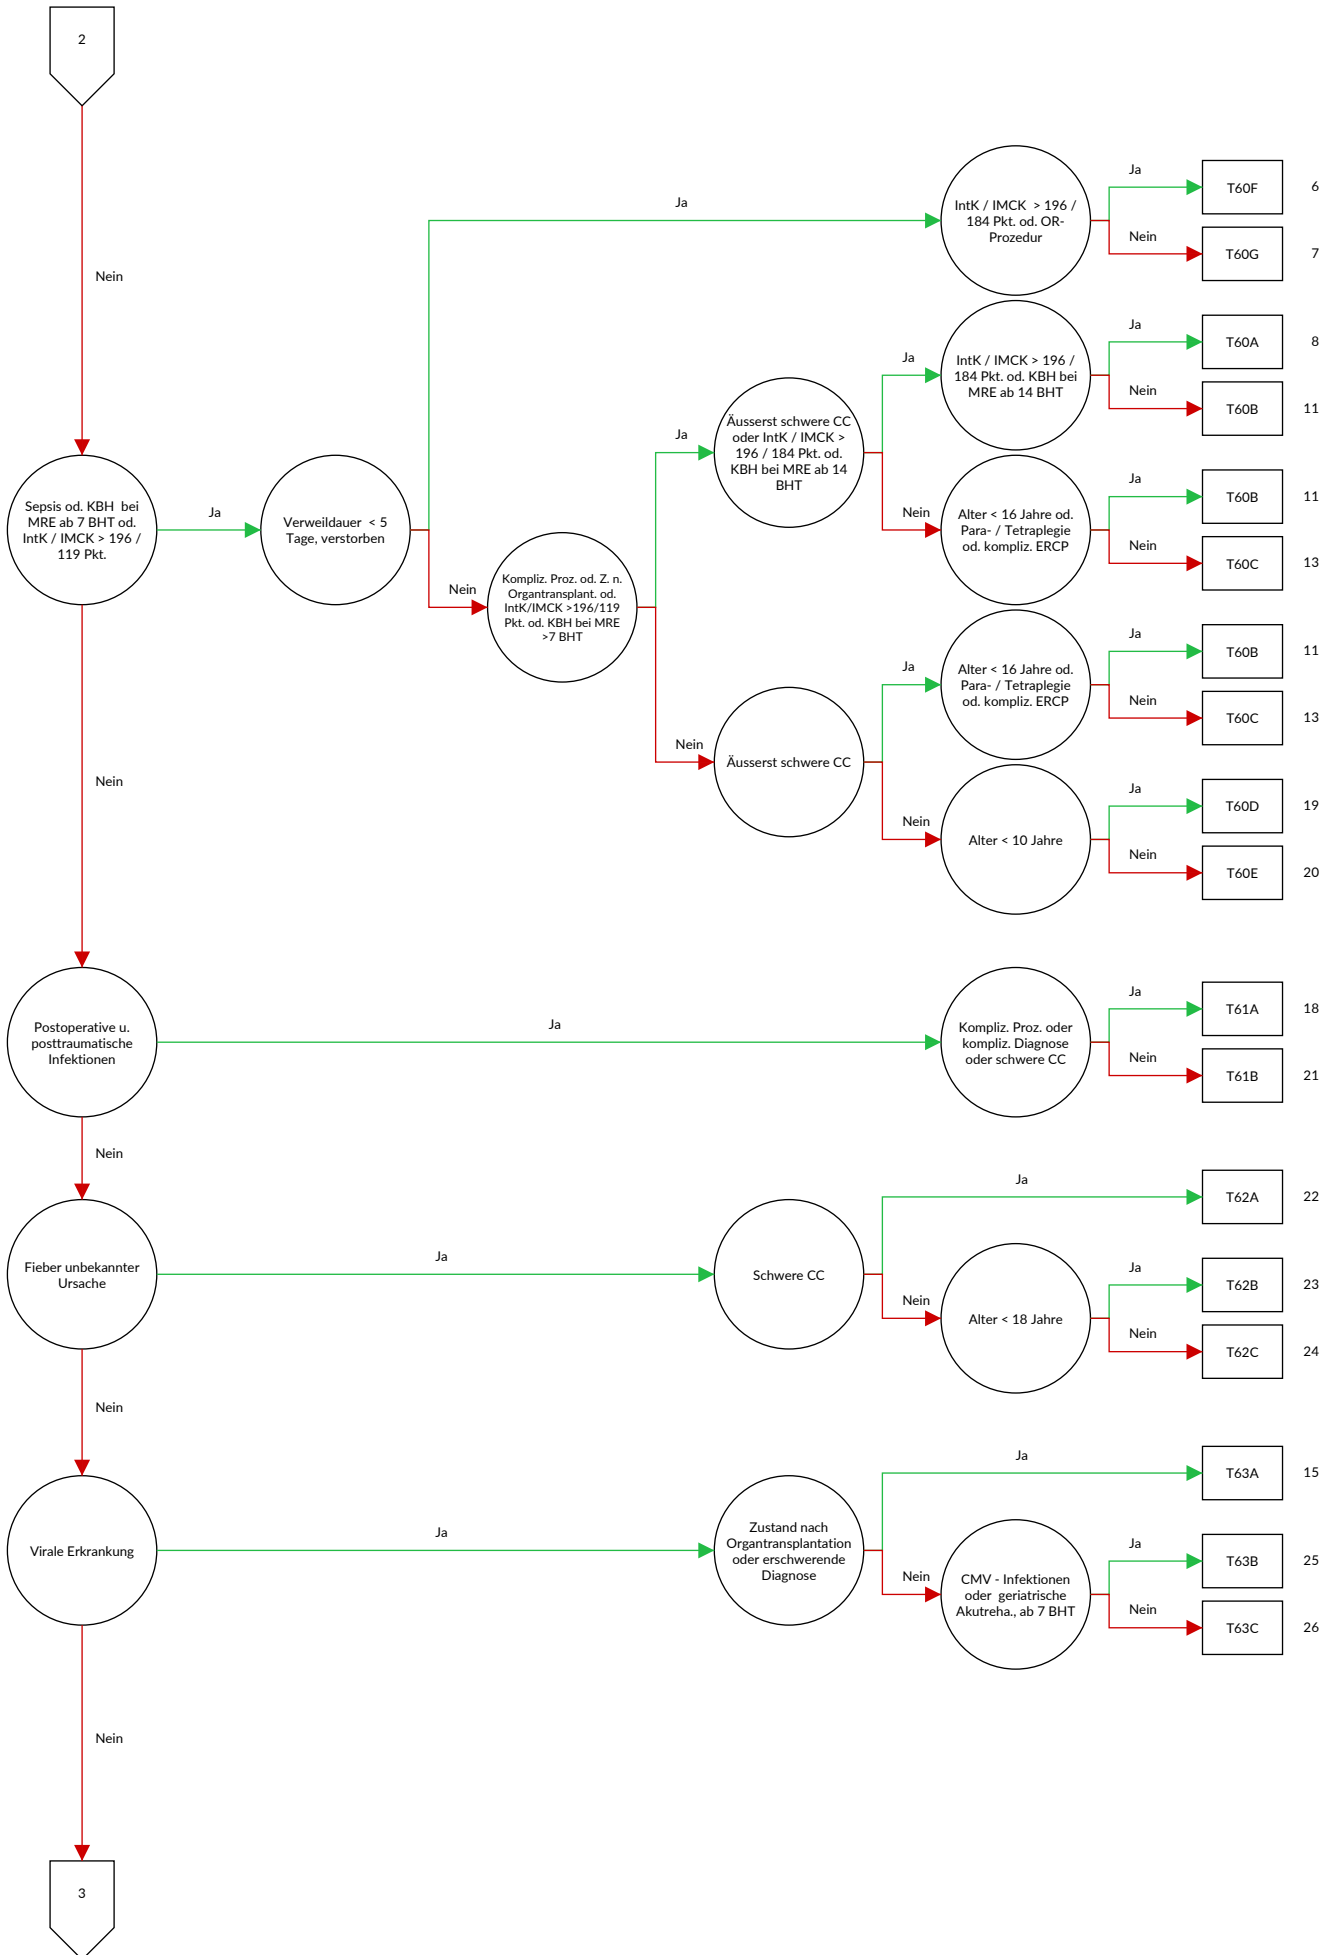 2
Nein
Ja
IntK / IMCK > 196 /
184 Pkt. od. OR-
Prozedur
Ja
T60F
6
Nein
T60G
7
Sepsis od. KBH bei
MRE ab 7 BHT od.
IntK / IMCK > 196 /
119 Pkt.
Ja
Verweildauer < 5
Tage, verstorben
Nein
Kompliz. Proz. od. Z. n.
Organtransplant. od.
IntK/IMCK >196/119
Pkt. od. KBH bei MRE
>7 BHT
Ja
Äusserst schwere CC
oder IntK / IMCK >
196 / 184 Pkt. od.
KBH bei MRE ab 14
BHT
Ja
IntK / IMCK > 196 /
184 Pkt. od. KBH bei
MRE ab 14 BHT
Ja
T60A
8
Nein
T60B
11
Nein
Alter < 16 Jahre od.
Para- / Tetraplegie
od. kompliz. ERCP
Ja
T60B
11
Nein
T60C
13
Nein
Äusserst schwere CC
Ja
Alter < 16 Jahre od.
Para- / Tetraplegie
od. kompliz. ERCP
Ja
T60B
11
Nein
T60C
13
Nein
Alter < 10 Jahre
Ja
T60D
19
Nein
T60E
20
Nein
Postoperative u.
posttraumatische
Infektionen
Ja
Kompliz. Proz. oder
kompliz. Diagnose
oder schwere CC
Ja
T61A
18
Nein
T61B
21
Nein
Fieber unbekannter
Ursache
Ja
Schwere CC
Ja
T62A
22
Nein
Alter < 18 Jahre
Ja
T62B
23
Nein
T62C
24
Nein
Virale Erkrankung
Ja
Zustand nach
Organtransplantation
oder erschwerende
Diagnose
Ja
T63A
15
Nein
CMV - Infektionen
oder geriatrische
Akutreha., ab 7 BHT
Ja
T63B
25
Nein
T63C
26
Nein
3